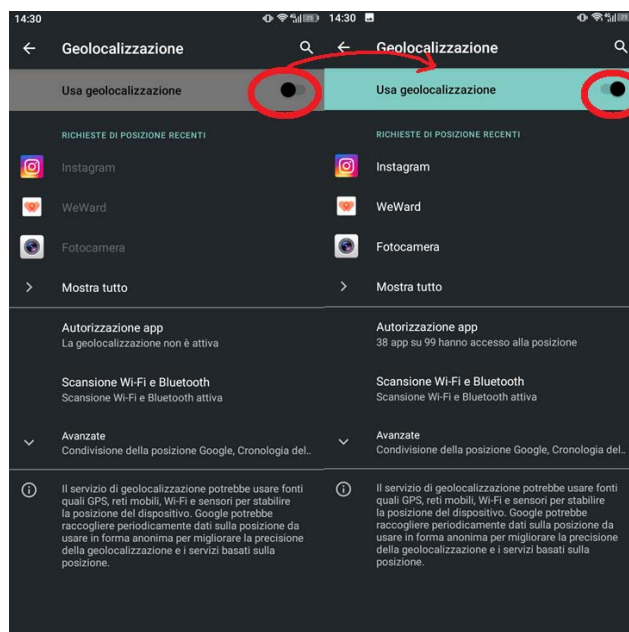 14:30
Geolocalizzazione
Usa geolocalizzazione
RICHIESTE DI POSIZIONE RECENTI
Instagram
WeWard
Fotocamera
Mostra tutto
Autorizzazione app
La geolocalizzazione non è attiva
Scansione Wi-Fi e Bluetooth
Scansione Wi-Fi e Bluetooth attiva
Avanzate
Condivisione della posizione Google, Cronologia del..
Il servizio di geolocalizzazione potrebbe usare fonti
quali GPS, reti mobili, Wi-Fi e sensori per stabilire
la posizione del dispositivo. Google potrebbe
raccogliere periodicamente dati sulla posizione da
usare in forma anonima per migliorare la precisione
della geolocalizzazione e i servizi basati sulla
posizione.
14:30
Geolocalizzazione
Usa geolocalizzazione
RICHIESTE DI POSIZIONE RECENTI
Instagram
WeWard
Fotocamera
Mostra tutto
Autorizzazione app
38 app su 99 hanno accesso alla posizione
Scansione Wi-Fi e Bluetooth
Scansione Wi-Fi e Bluetooth attiva
Avanzate
Condivisione della posizione Google, Cronologia del..
Il servizio di geolocalizzazione potrebbe usare fonti
quali GPS, reti mobili, Wi-Fi e sensori per stabilire
la posizione del dispositivo. Google potrebbe
raccogliere periodicamente dati sulla posizione da
usare in forma anonima per migliorare la precisione
della geolocalizzazione e i servizi basati sulla
posizione.